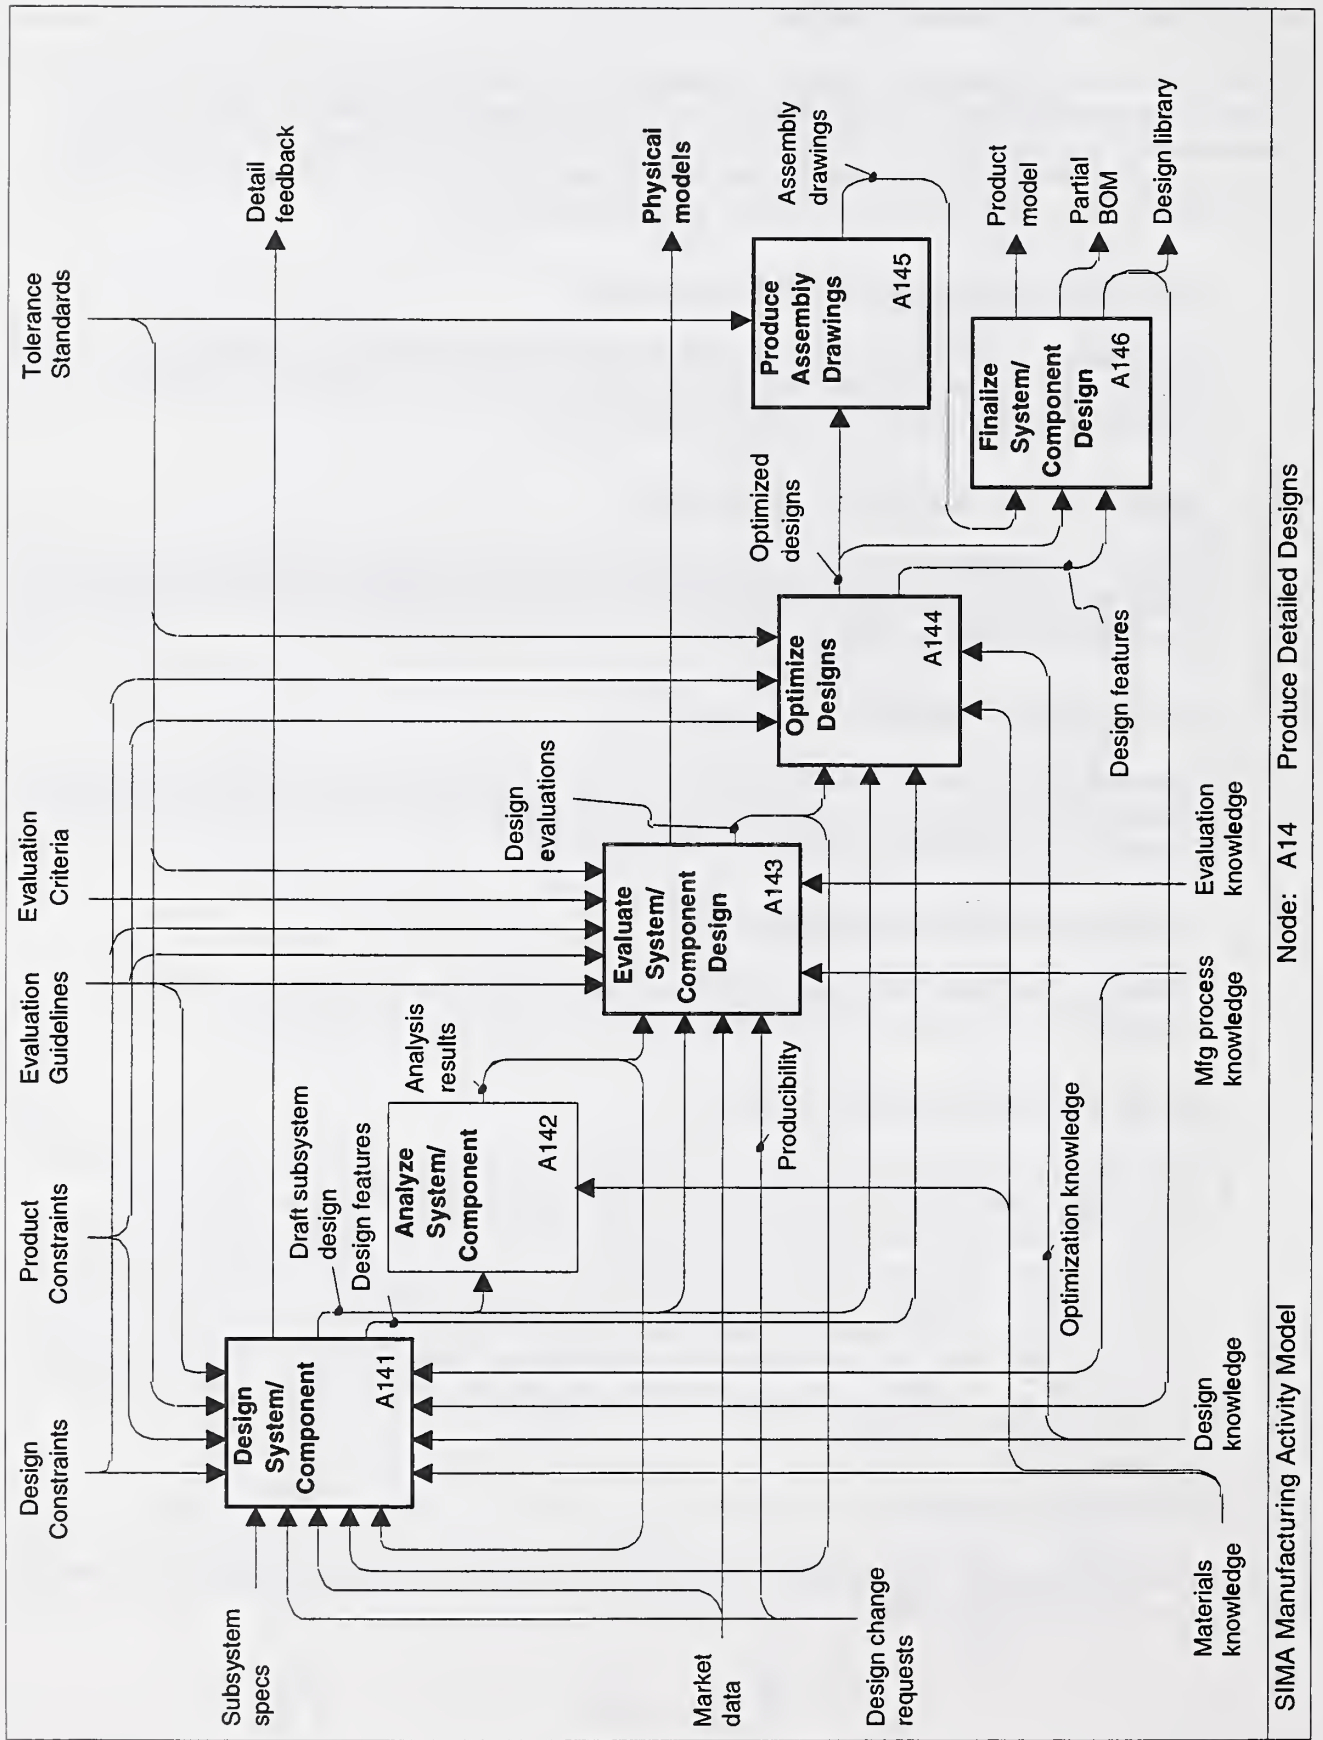 Design
Constraints
Product
Constraints
Evaluation
Guidelines
Evaluation
Criteria
Tolerance
Standards
Subsystem
specs
Market
data
Design change
requests
Design
System/
Component
A141
Detail
feedback
Draft subsystem
design
Design features
Analyze
System/
Component
A142
Analysis
results
Evaluate
System/
Component
Design
A143
Physical
models
Design
evaluations
Producibility
Optimize
Designs
A144
Optimized
designs
Design features
Produce
Assembly
Drawings
A145
Assembly
drawings
Finalize
System/
Component
Design
A146
Product
model
Partial
BOM
Design library
Optimization knowledge
Materials
knowledge
Design
knowledge
Mfg process
knowledge
Evaluation
knowledge
SIMA Manufacturing Activity Model
Node: A14 Produce Detailed Designs